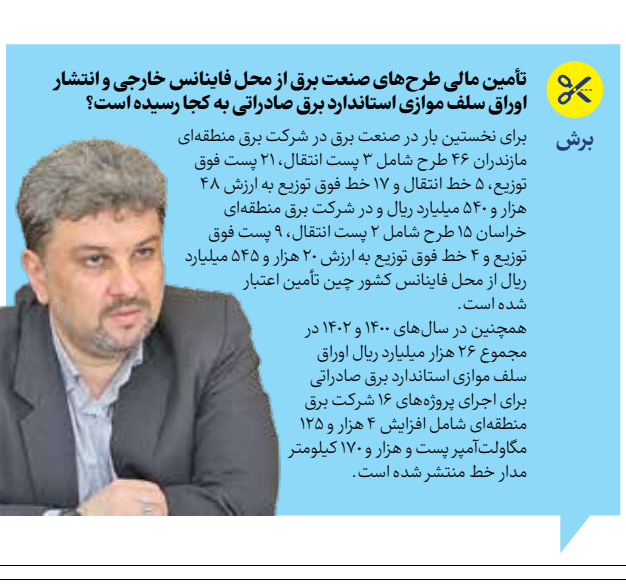 تأمین مالی طرح‌های صنعت برق از محل فاینانس خارجی و انتشار
اوراق سلف موازی استاندارد برق صادراتی به کجا رسیده است؟
برش
برای نخستین بار در صنعت برق در شرکت برق منطقه‌ای
مازندران ۴۶ طرح شامل ۳ پست انتقال، ۲۱ پست فوق
توزیع، ۵ خط انتقال و ۱۷ خط فوق توزیع به ارزش ۴۸
هزار و ۵۴۰ میلیارد ریال و در شرکت برق منطقه‌ای
خراسان ۱۵ طرح شامل ۲ پست انتقال، ۹ پست فوق
توزیع و ۴ خط فوق توزیع به ارزش ۲۰ هزار و ۵۴۵ میلیارد
ریال از محل فاینانس کشور چین تأمین اعتبار
شده است.
همچنین در سال‌های ۱۴۰۰ و ۱۴۰۲ در
مجموع ۲۶ هزار میلیارد ریال اوراق
سلف موازی استاندارد برق صادراتی
برای اجرای پروژه‌های ۱۶ شرکت برق
منطقه‌ای شامل افزایش ۴ هزار و ۱۲۵
مگاولت‌آمپر پست و هزار و ۱۷۰ کیلومتر
مدار خط منتشر شده است.